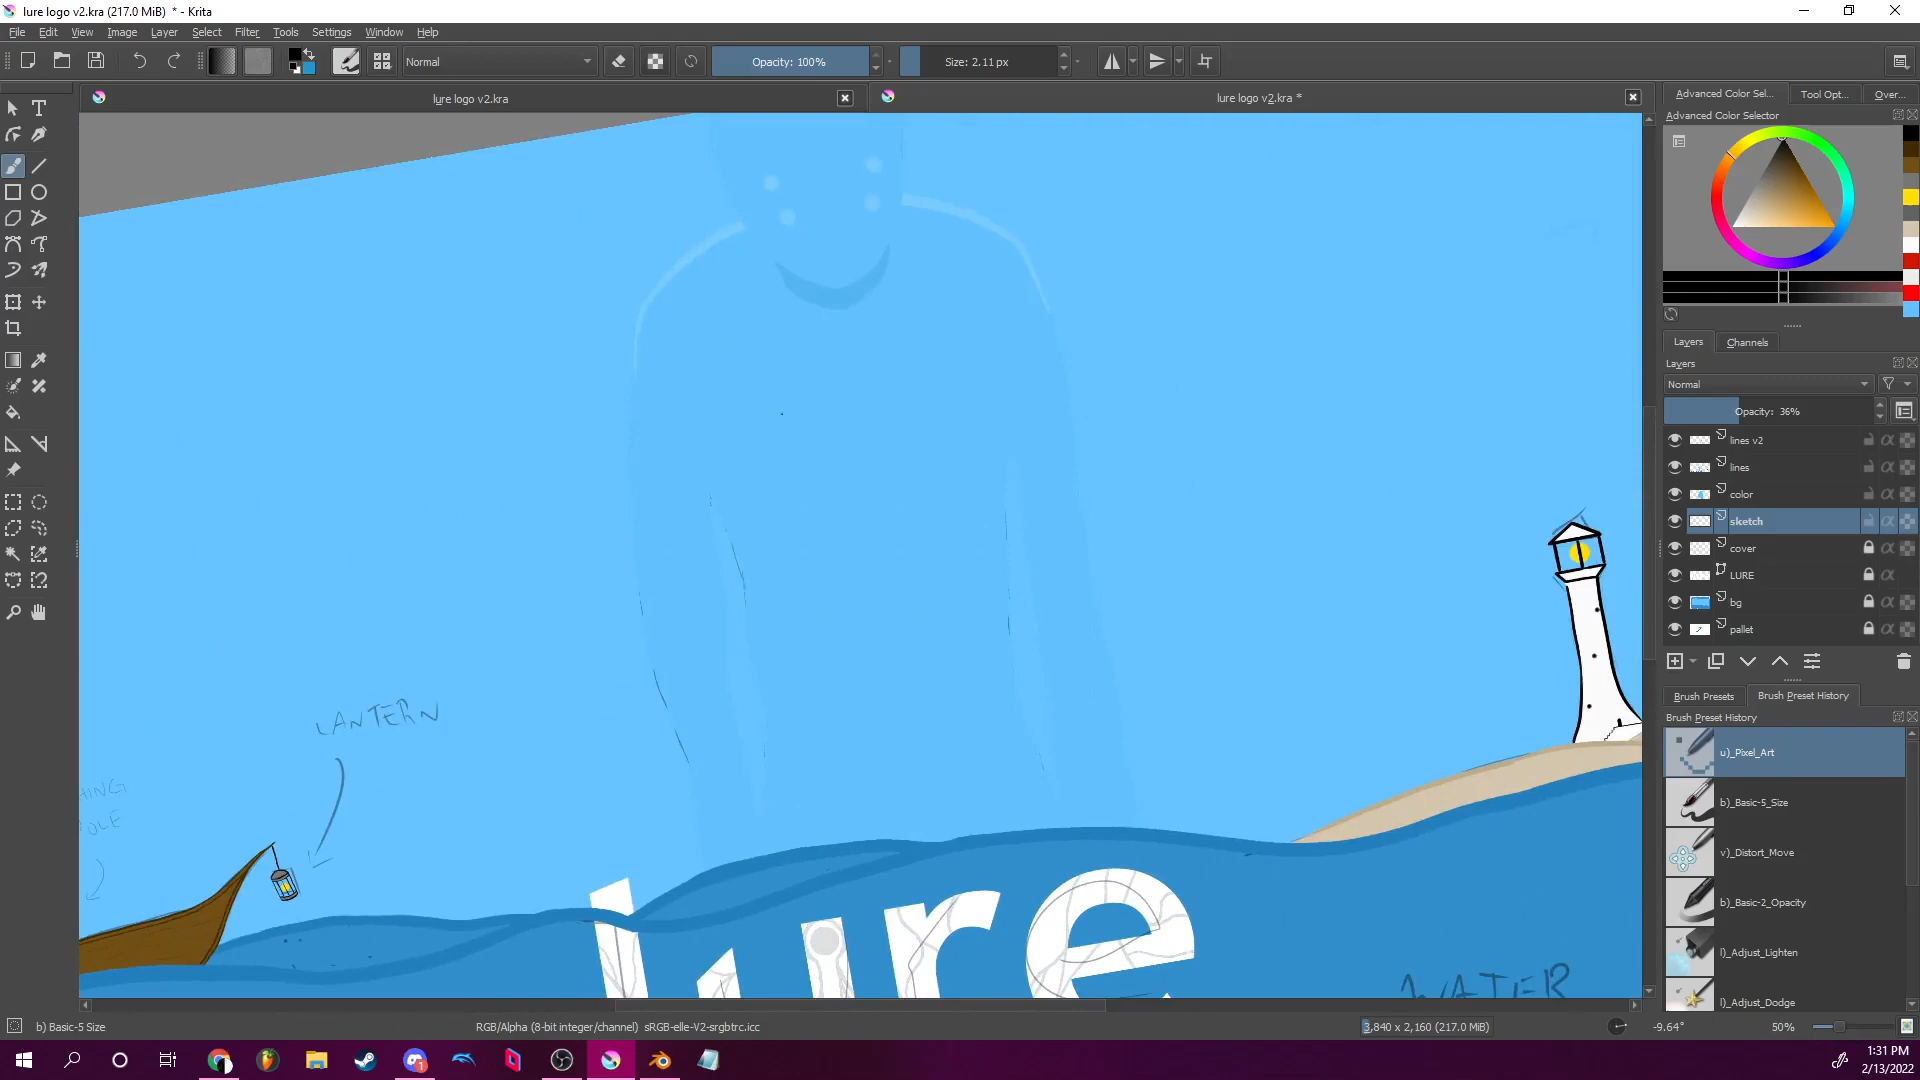 lure logo v2.kra (217.0 MiB) * - Krita
File Edit View Image Layer Select Filter Tools Settings Window Help
Normal
Opacity: 100%
Size: 2.11 px
lure logo v2.kra
lure logo v2.kra *
Advanced Color Sel...
Tool Opt...
Over...
Advanced Color Selector
Layers
Channels
Layers
Normal
Opacity: 36%
lines v2
lines
color
sketch
cover
LURE
bg
pallet
Brush Presets
Brush Preset History
Brush Preset History
u)_Pixel_Art
b)_Basic-5_Size
v)_Distort_Move
b)_Basic-2_Opacity
l)_Adjust_Lighten
l)_Adjust_Dodge
LANTERN
lure
WATER
b) Basic-5 Size
RGB/Alpha (8-bit integer/channel) sRGB-elle-V2-srgbtrc.icc
3,840 x 2,160 (217.0 MiB)
-9.64°
50%
1:31 PM
2/13/2022